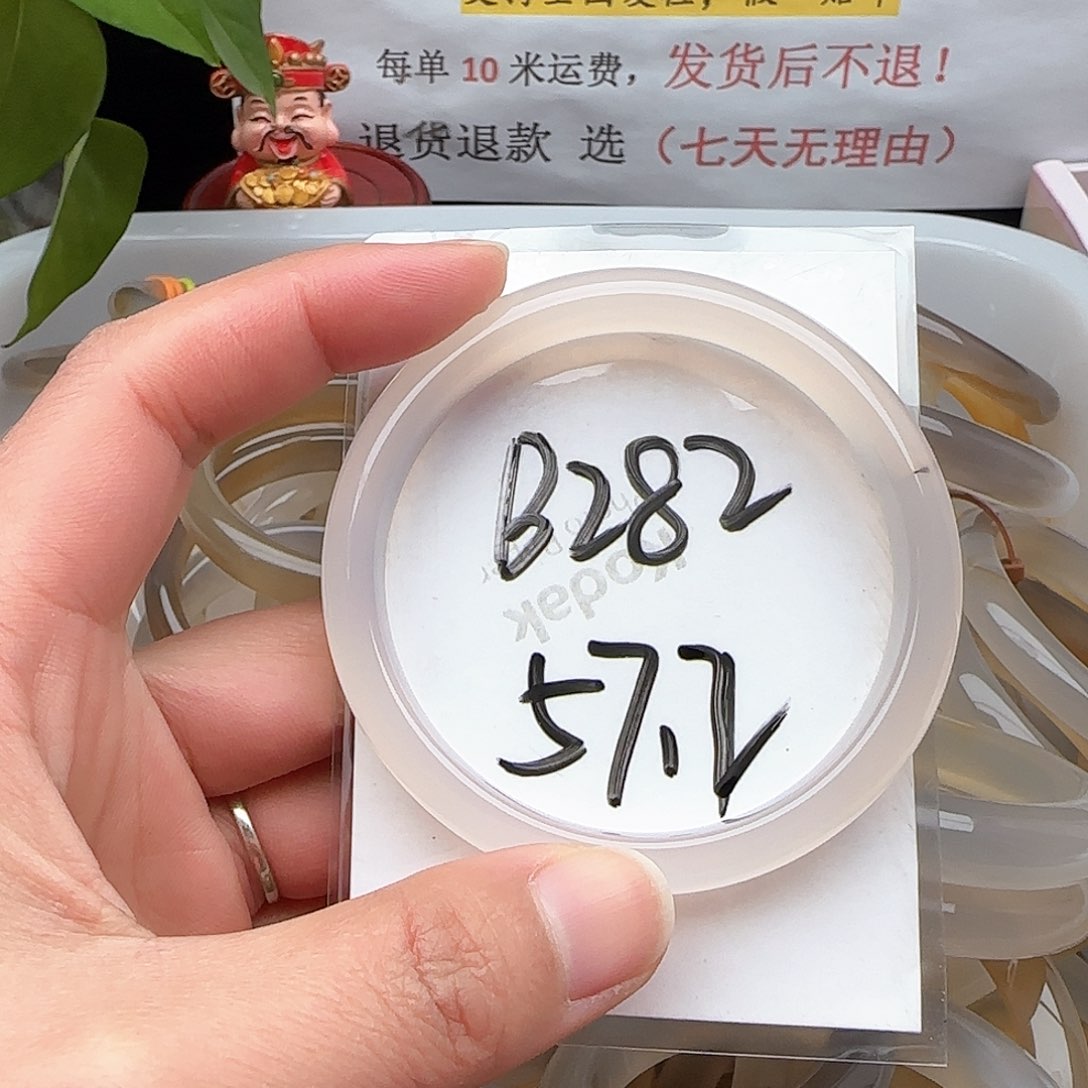 每单 10 米运费，发货后不退！
退货退款 选（七天无理由）
B282
Kodak
57.2